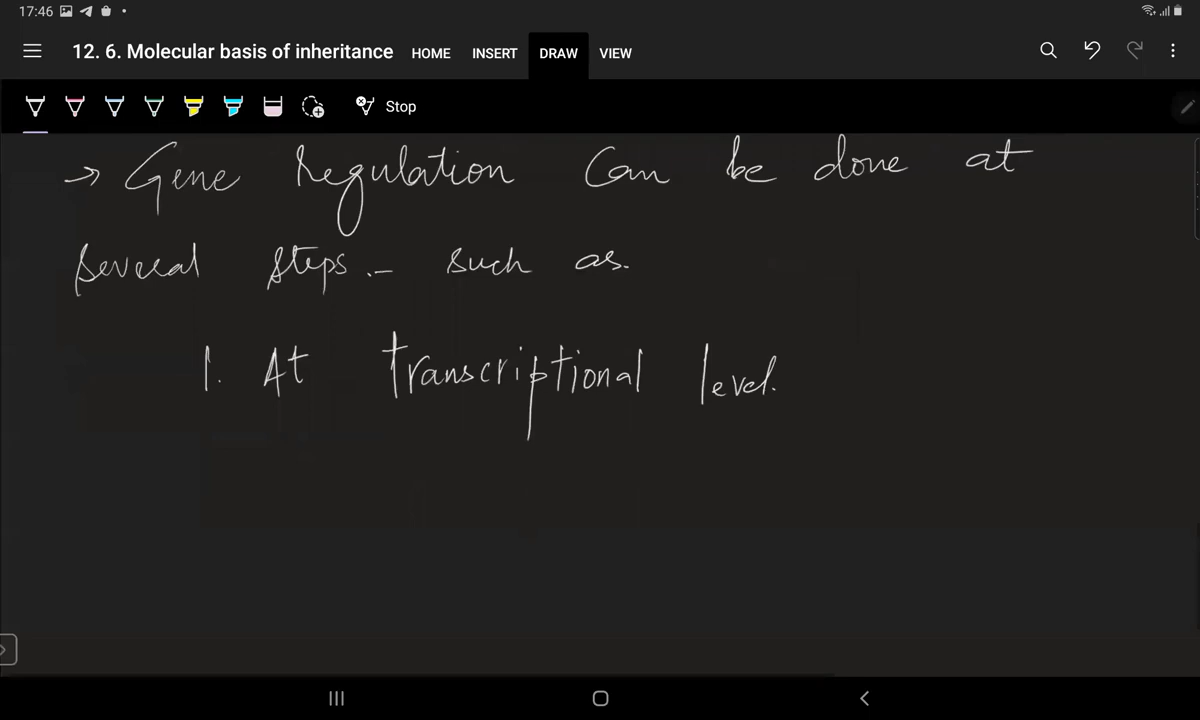 17:46
12. 6. Molecular basis of inheritance HOME INSERT DRAW VIEW
Stop
→ Gene Regulation Can be done at
several steps.- such as.
1. At transcriptional level.